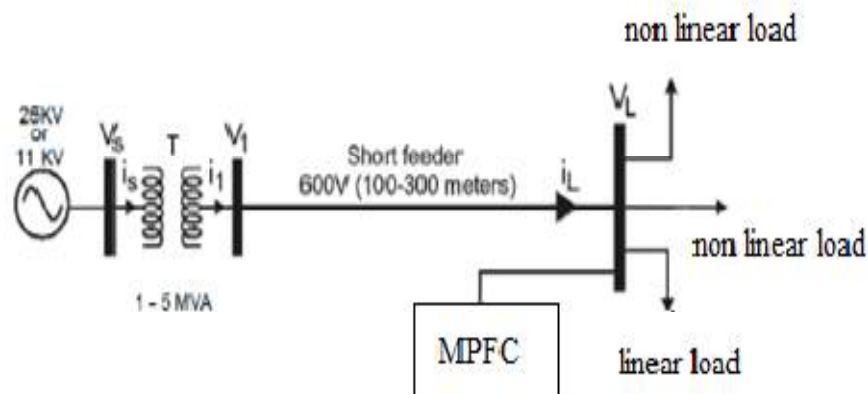 non linear load
25KV
or
11 KV
Vs
T
V1
VL
is
i1
Short feeder
600V (100-300 meters)
iL
non linear load
1 - 5 MVA
MPFC
linear load